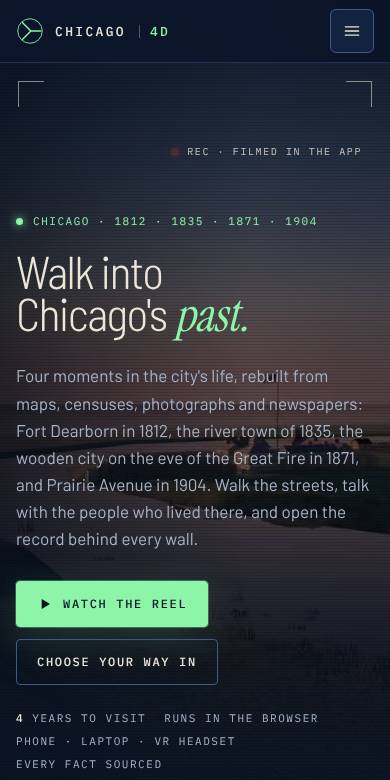 CHICAGO | 4D
REC · FILMED IN THE APP
CHICAGO · 1812 · 1835 · 1871 · 1904
Walk into
Chicago's past.
Four moments in the city's life, rebuilt from
maps, censuses, photographs and newspapers:
Fort Dearborn in 1812, the river town of 1835, the
wooden city on the eve of the Great Fire in 1871,
and Prairie Avenue in 1904. Walk the streets, talk
with the people who lived there, and open the
record behind every wall.
WATCH THE REEL
CHOOSE YOUR WAY IN
4 YEARS TO VISIT RUNS IN THE BROWSER
PHONE · LAPTOP · VR HEADSET
EVERY FACT SOURCED